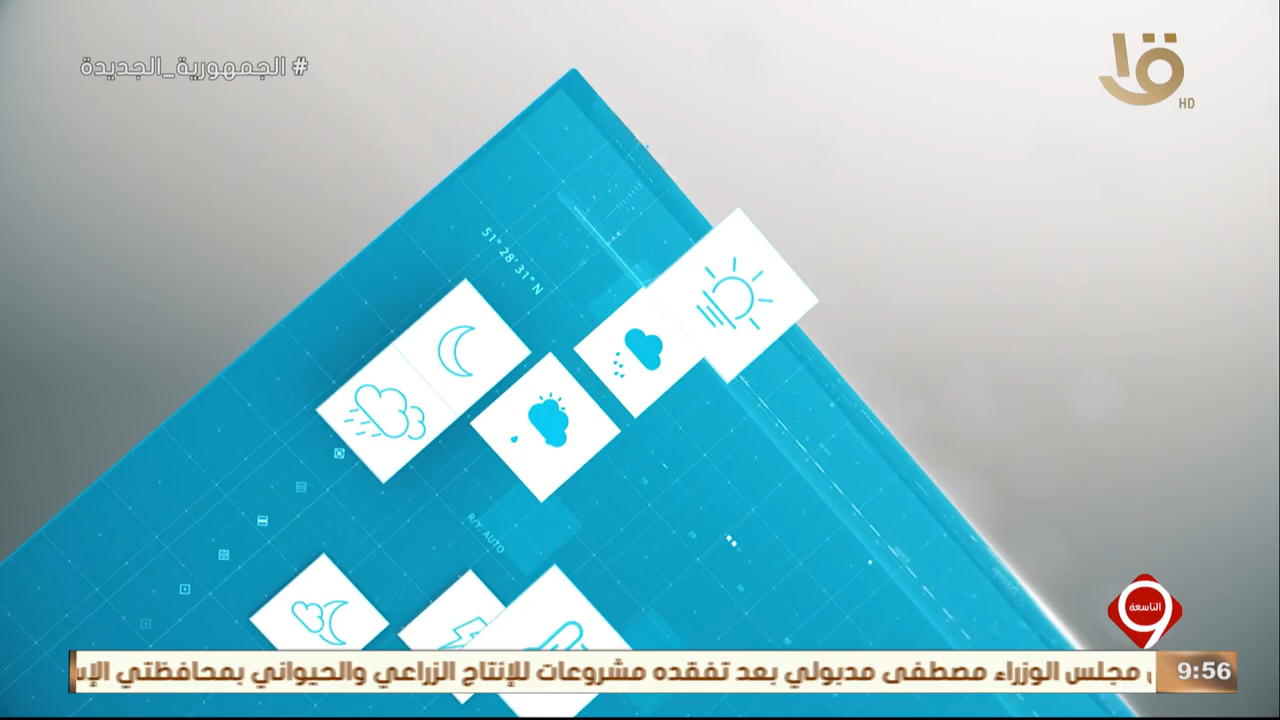 # الجمهورية_الجديدة
HD
51° 28' 31" N
R/Y: AUTO
التاسعة
9
مجلس الوزراء مصطفى مدبولي بعد تفقده مشروعات للإنتاج الزراعي والحيواني بمحافظتي
9:56